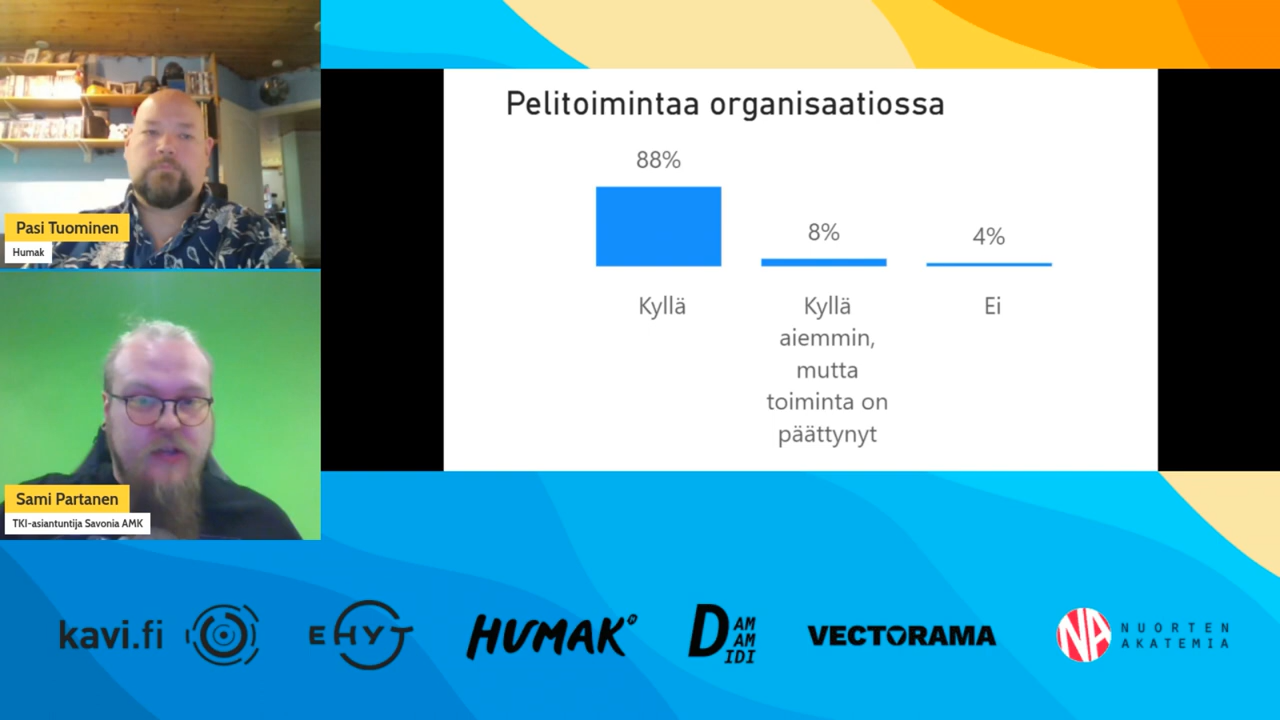 Pelitoimintaa organisaatiossa
88%
8%
4%
Kyllä
Kyllä
aiemmin,
mutta
toiminta on
päättynyt
Ei
Pasi Tuominen
Humak
Sami Partanen
TKI-asiantuntija Savonia AMK
kavi.fi
EHYT
HUMAK
DAM
AM
IDI
VECTORAMA
NA
NUORTEN
AKATEMIA